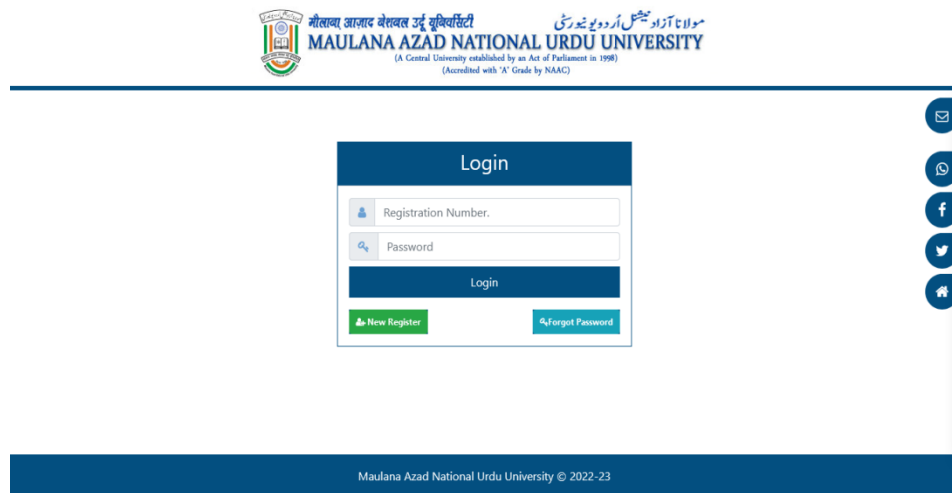 मौलाना आज़ाद नेशनल उर्दू यूनिवर्सिटी
مولانا آزاد نیشنل اُردو یونیورسٹی
MAULANA AZAD NATIONAL URDU UNIVERSITY
(A Central University established by an Act of Parliament in 1998)
(Accredited with 'A' Grade by NAAC)
Login
Registration Number.
Password
Login
New Register
Forgot Password
Maulana Azad National Urdu University © 2022-23